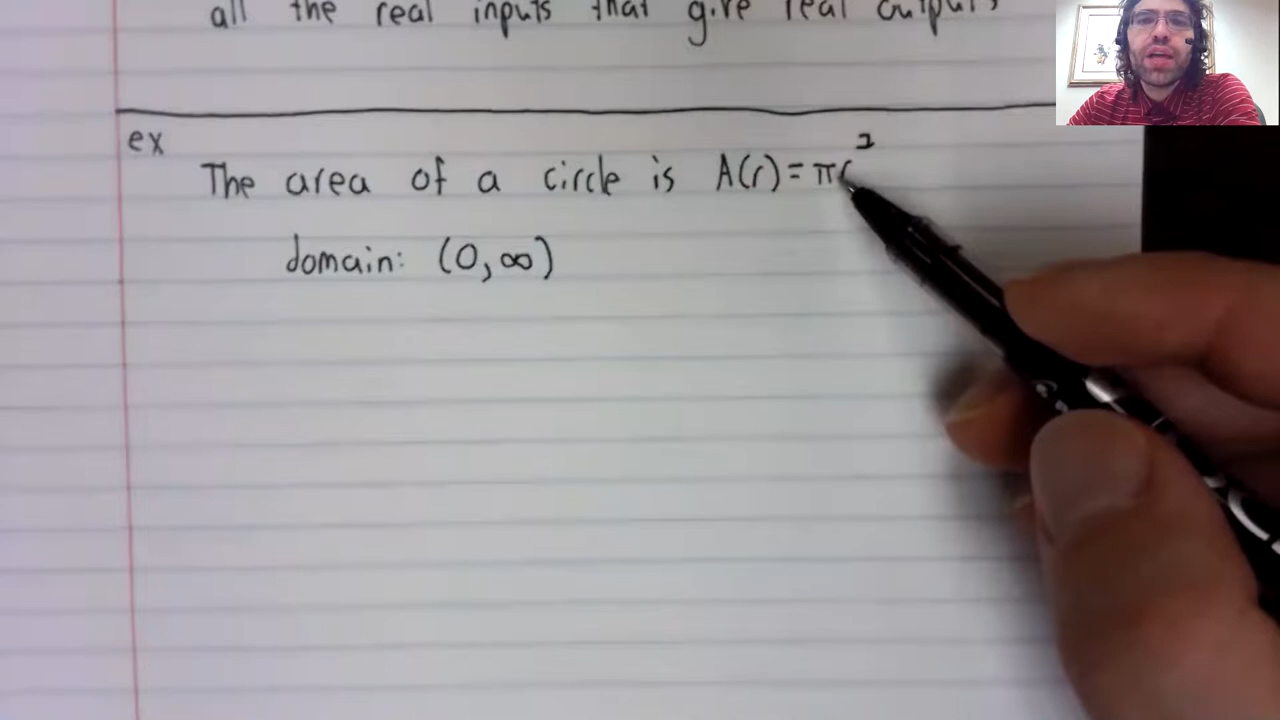 all the real inputs that give real outputs
ex
The area of a circle is A(r) = πr²
domain: (0, ∞)